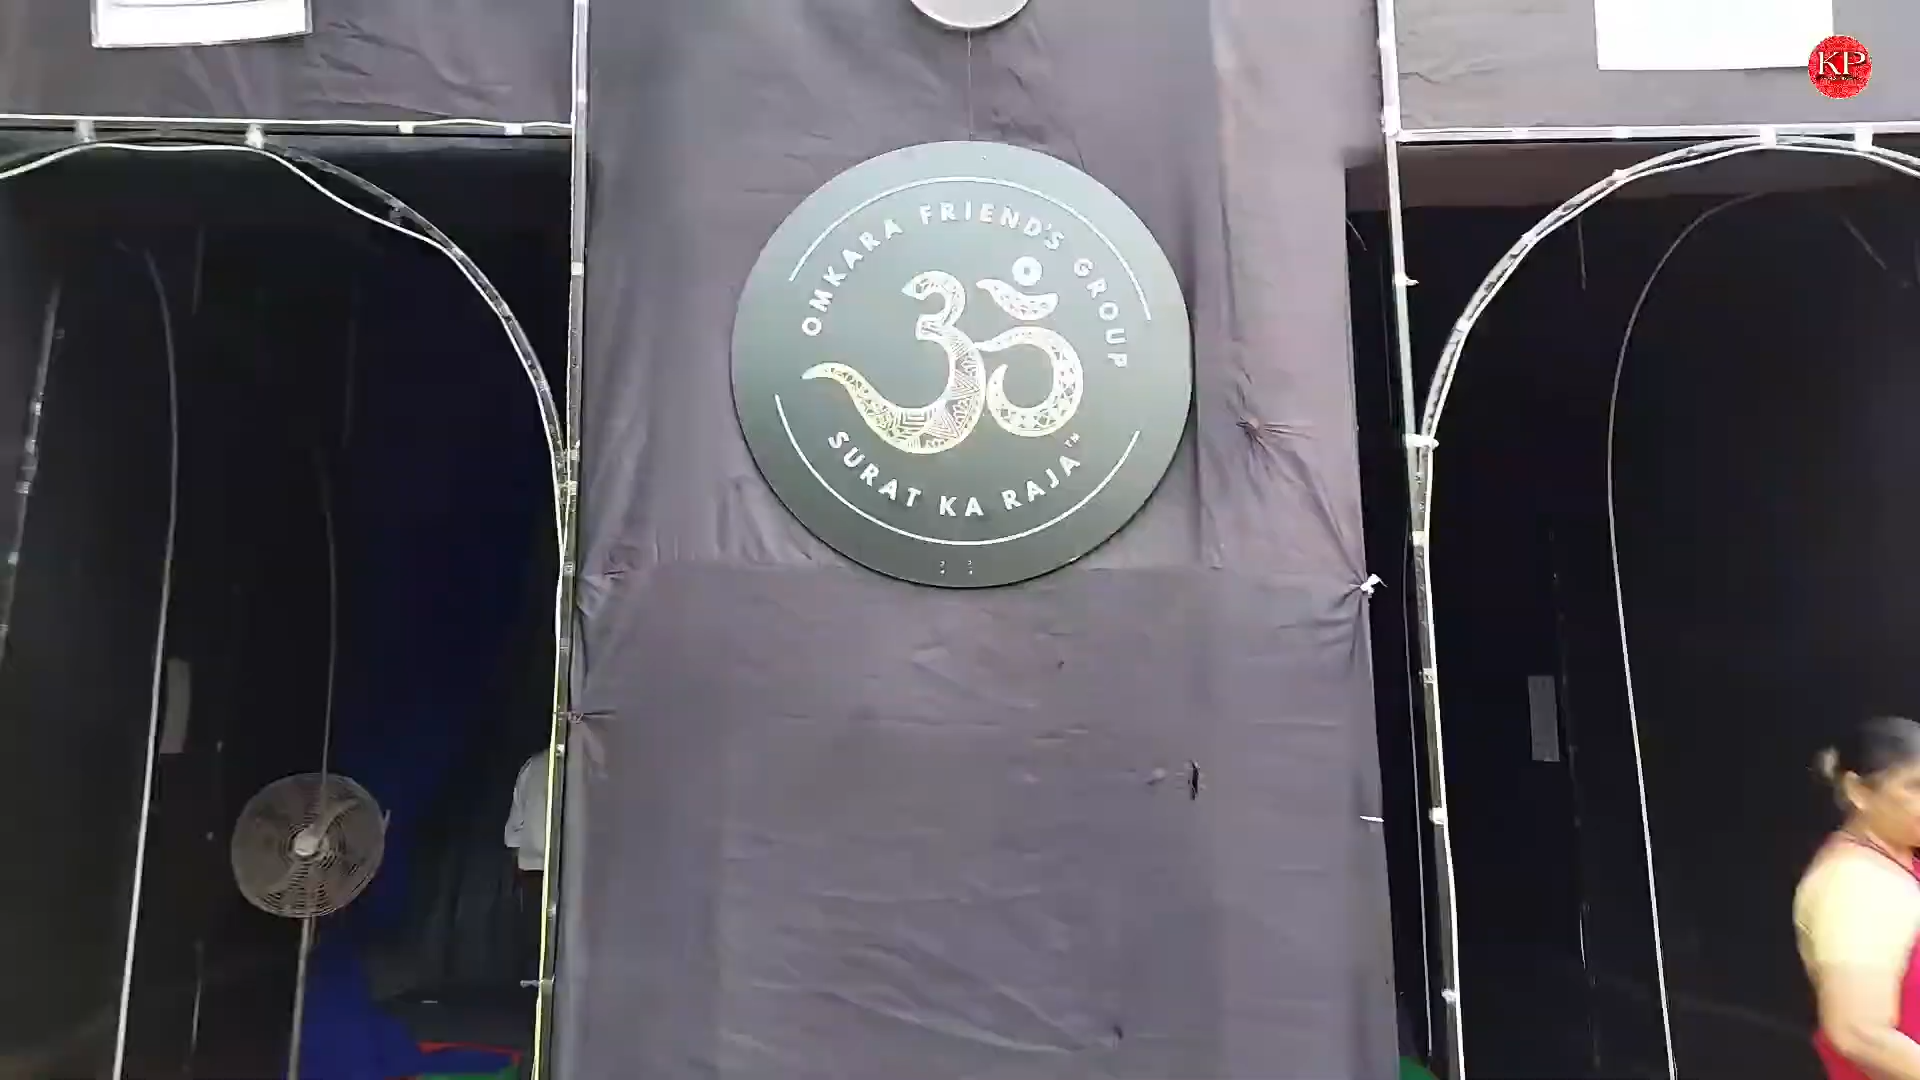 KP
OMKARA FRIEND'S GROUP
ॐ
SURAT KA RAJA™